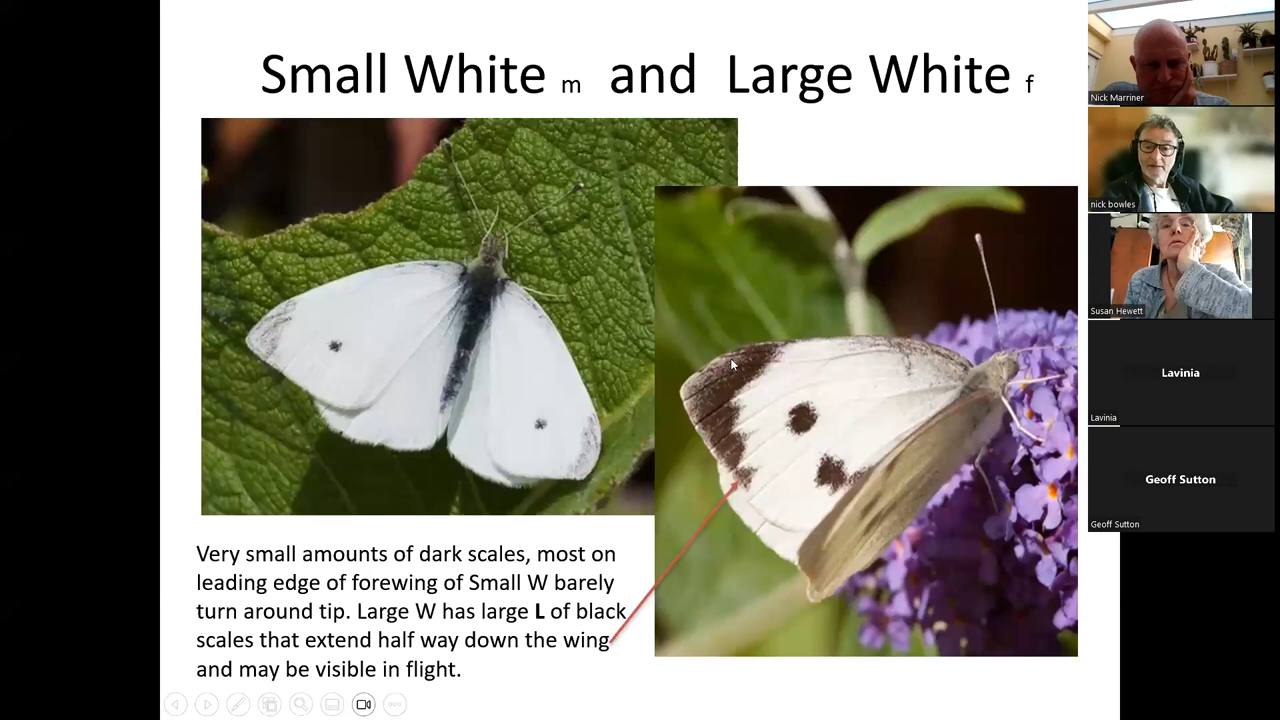 Small White m and Large White f
Very small amounts of dark scales, most on
leading edge of forewing of Small W barely
turn around tip. Large W has large L of black
scales that extend half way down the wing
and may be visible in flight.
Nick Marriner
nick bowles
Susan Hewett
Lavinia
Lavinia
Geoff Sutton
Geoff Sutton